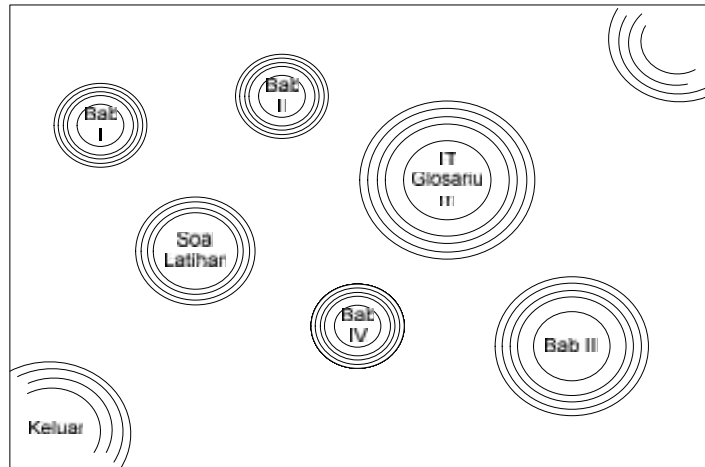 Bab
I
Bab
II
IT
Glosariu
m
Soal
Latihan
Bab
IV
Bab III
Keluar